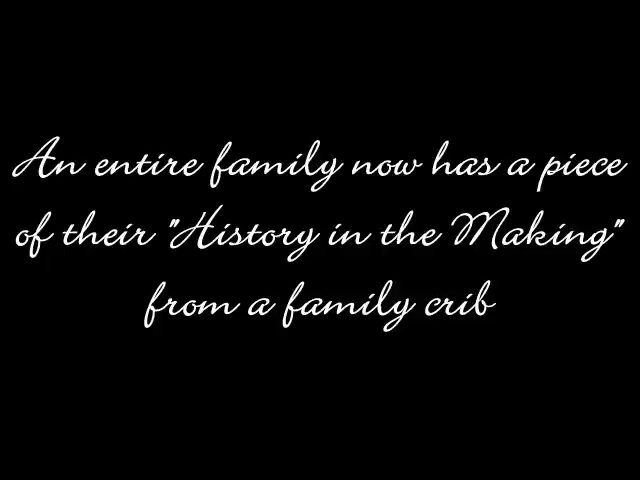 An entire family now has a piece
of their "History in the Making"
from a family crib